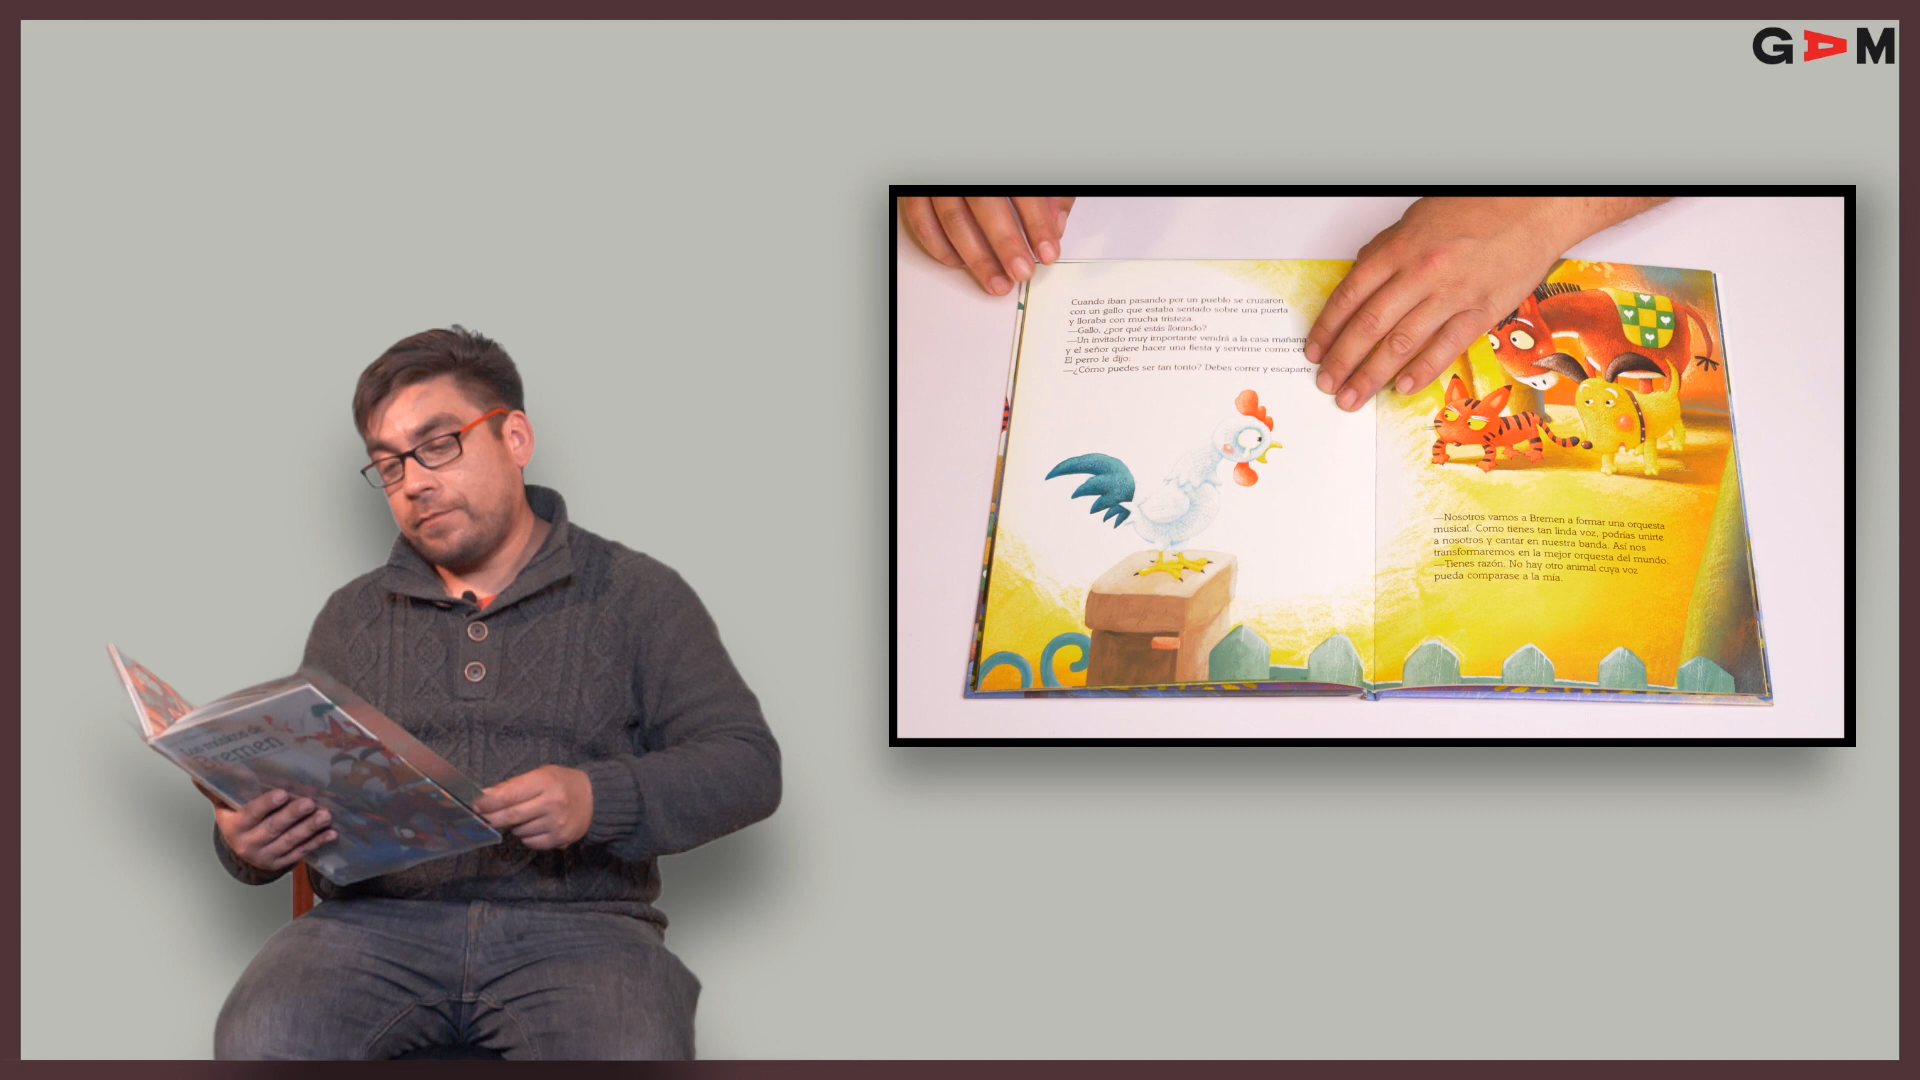 GAM
Los músicos de
Bremen
Cuando iban pasando por un pueblo se cruzaron
con un gallo que estaba sentado sobre una puerta
y lloraba con mucha tristeza.
—Gallo, ¿por qué estás llorando?
—Un invitado muy importante vendrá a la casa mañana
y el señor quiere hacer una fiesta y servirme como
El perro le dijo:
—¿Cómo puedes ser tan tonto? Debes correr y escaparte.
—Nosotros vamos a Bremen a formar una orquesta
musical. Como tienes tan linda voz, podrías unirte
a nosotros y cantar en nuestra banda. Así nos
transformaremos en la mejor orquesta del mundo.
—Tienes razón. No hay otro animal cuya voz
pueda compararse a la mía.